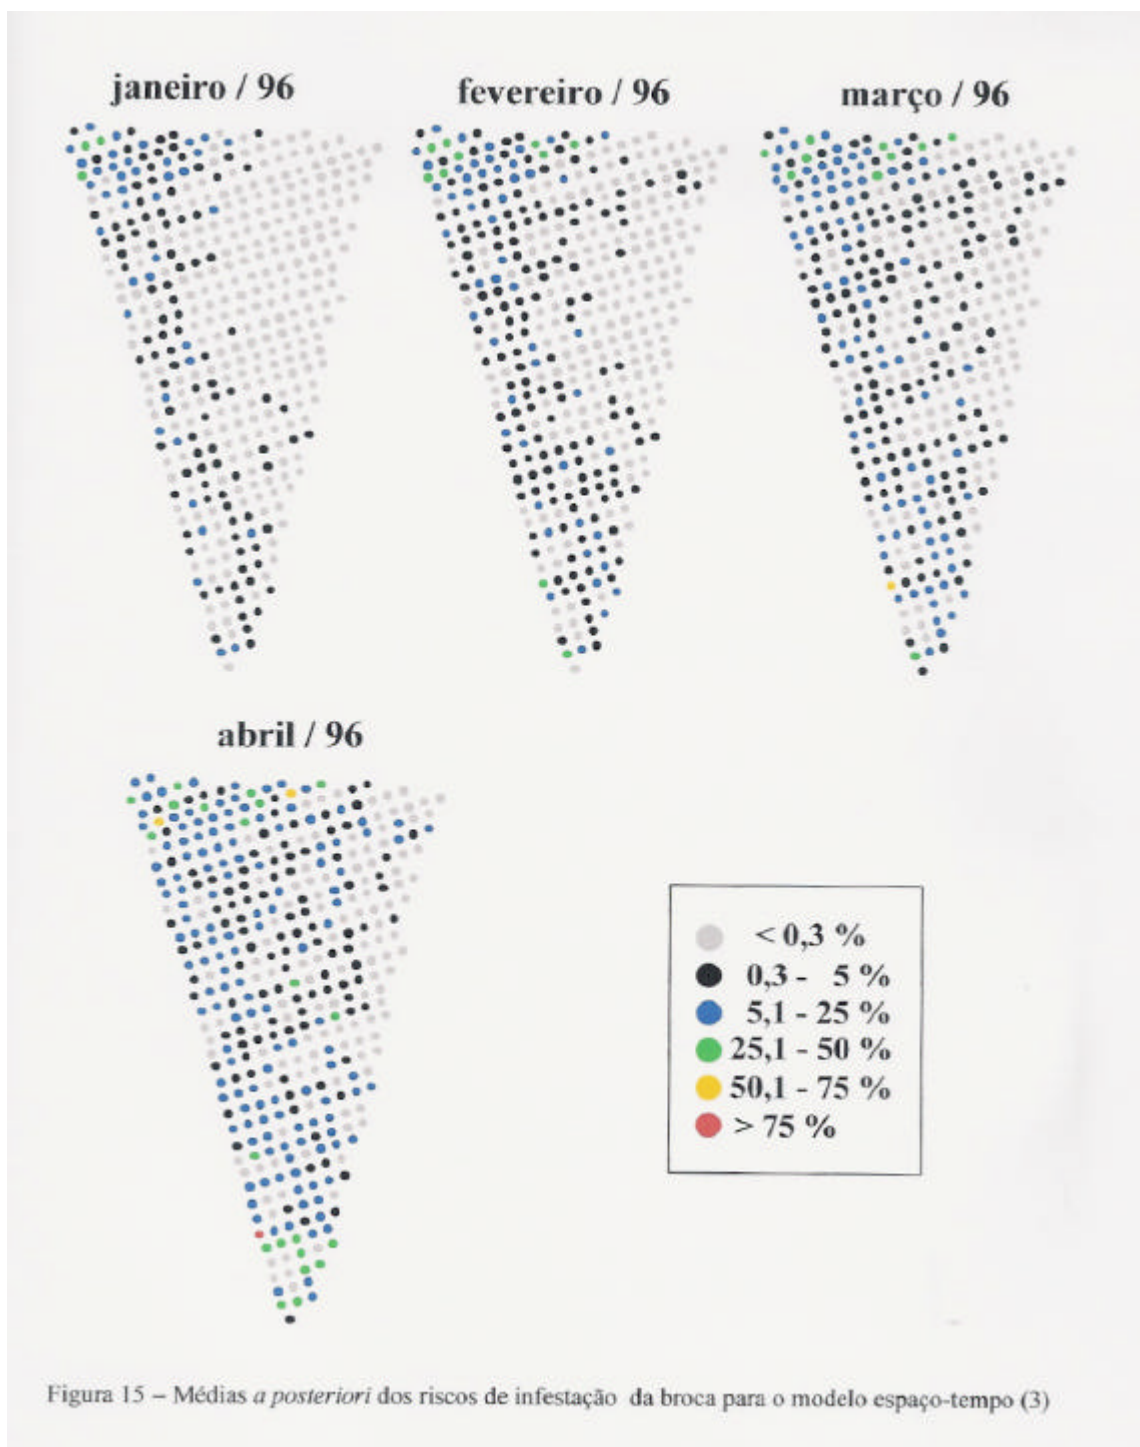 janeiro / 96
fevereiro / 96
março / 96
abril / 96
< 0,3 %
0,3 - 5 %
5,1 - 25 %
25,1 - 50 %
50,1 - 75 %
> 75 %
Figura 15 – Médias a posteriori dos riscos de infestação da broca para o modelo espaço-tempo (3)